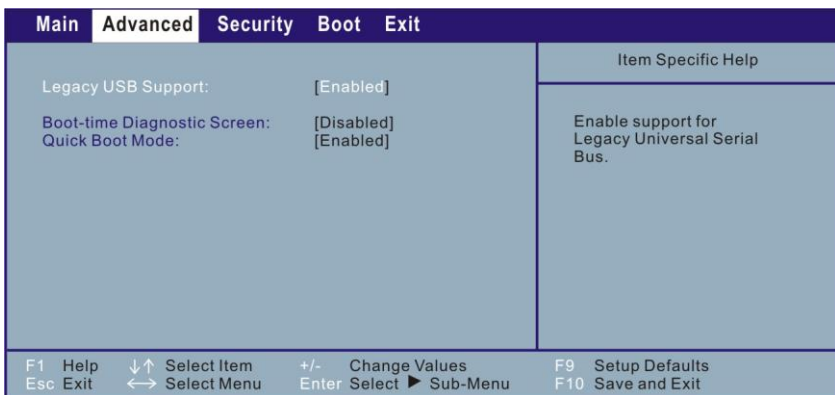 Main Advanced Security Boot Exit
Item Specific Help
Legacy USB Support: [Enabled]
Boot-time Diagnostic Screen: [Disabled]
Quick Boot Mode: [Enabled]
Enable support for
Legacy Universal Serial
Bus.
F1 Help ↓↑ Select Item +/- Change Values F9 Setup Defaults
Esc Exit ←→ Select Menu Enter Select ▶ Sub-Menu F10 Save and Exit